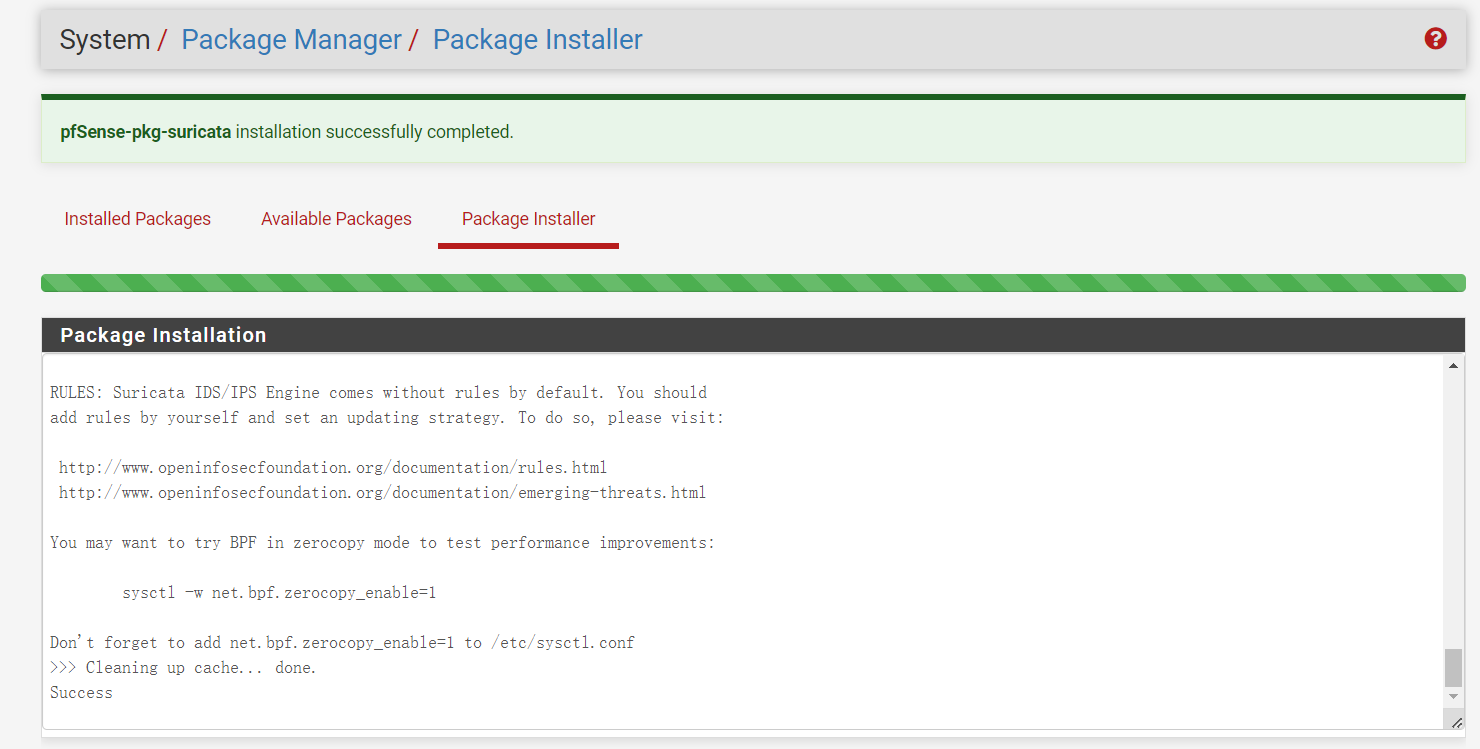 System / Package Manager / Package Installer
pfSense-pkg-suricata installation successfully completed.
Installed Packages Available Packages Package Installer
Package Installation
RULES: Suricata IDS/IPS Engine comes without rules by default. You should
add rules by yourself and set an updating strategy. To do so, please visit:
http://www.openinfosecfoundation.org/documentation/rules.html
http://www.openinfosecfoundation.org/documentation/emerging-threats.html
You may want to try BPF in zerocopy mode to test performance improvements:
sysctl -w net.bpf.zerocopy_enable=1
Don't forget to add net.bpf.zerocopy_enable=1 to /etc/sysctl.conf
>>> Cleaning up cache... done.
Success